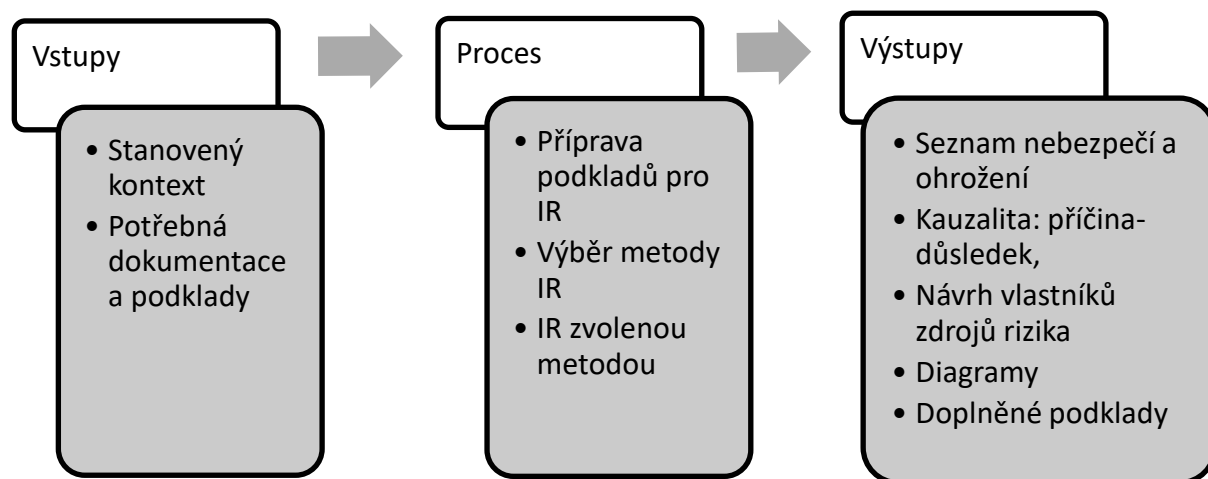 Vstupy
• Stanovený
kontext
• Potřebná
dokumentace
a podklady
Proces
• Příprava
podkladů pro
IR
• Výběr metody
IR
• IR zvolenou
metodou
Výstupy
• Seznam nebezpečí a
ohrožení
• Kauzalita: příčina-
důsledek,
• Návrh vlastníků
zdrojů rizika
• Diagramy
• Doplněné podklady